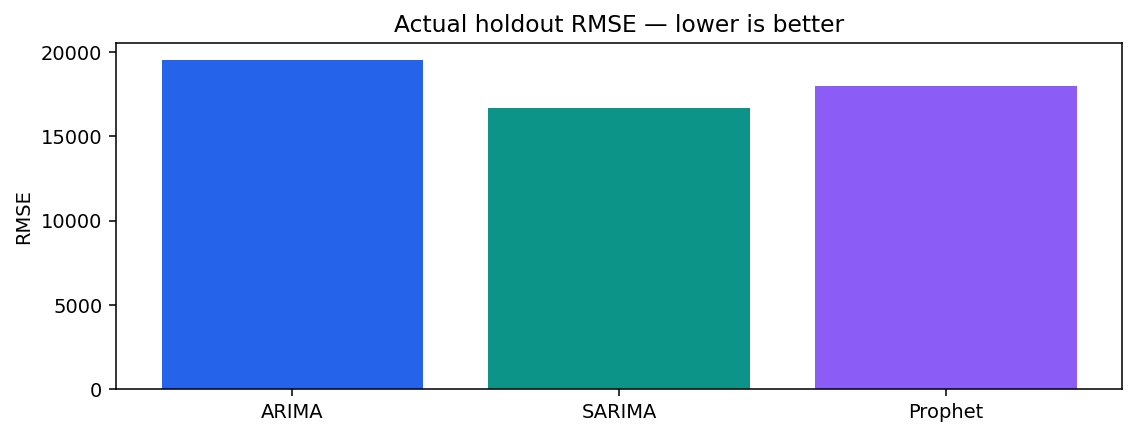 Actual holdout RMSE — lower is better
RMSE
20000
15000
10000
5000
0
ARIMA
SARIMA
Prophet